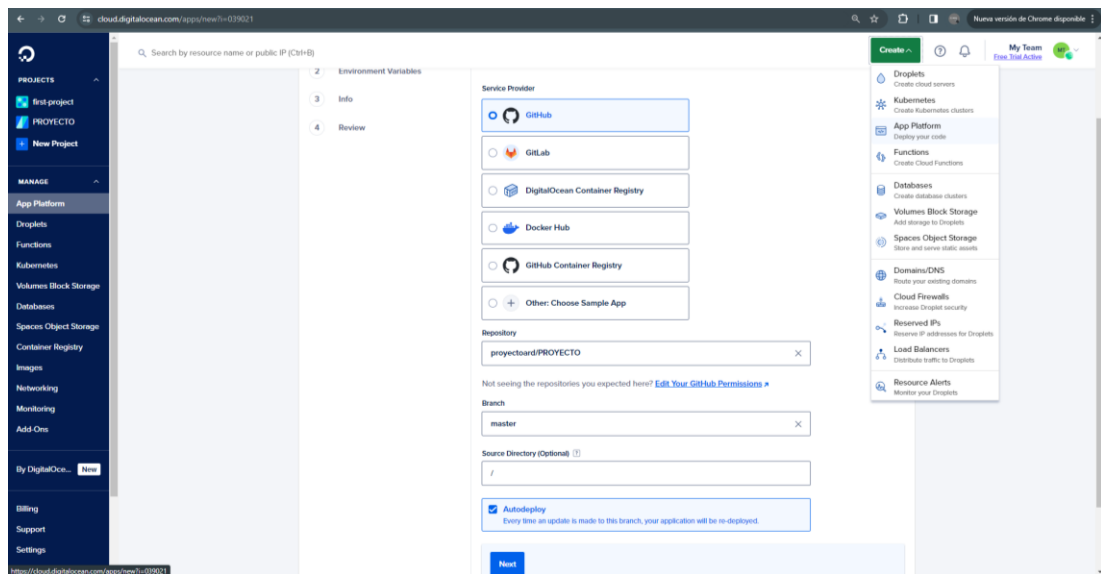 cloud.digitalocean.com/apps/new?i=039021
Nueva versión de Chrome disponible
Search by resource name or public IP (Ctrl+B)
Create
My Team
Free Trial Active
PROJECTS
first-project
PROYECTO
New Project
MANAGE
App Platform
Droplets
Functions
Kubernetes
Volumes Block Storage
Databases
Spaces Object Storage
Container Registry
Images
Networking
Monitoring
Add-Ons
By DigitalOce... New
Billing
Support
Settings
https://cloud.digitalocean.com/apps/new?i=039021
2 Environment Variables
3 Info
4 Review
Service Provider
GitHub
GitLab
DigitalOcean Container Registry
Docker Hub
GitHub Container Registry
Other: Choose Sample App
Repository
proyectoard/PROYECTO
Not seeing the repositories you expected here? Edit Your GitHub Permissions
Branch
master
Source Directory (Optional) ?
/
Autodeploy
Every time an update is made to this branch, your application will be re-deployed.
Next
Droplets
Create cloud servers
Kubernetes
Create Kubernetes clusters
App Platform
Deploy your code
Functions
Create Cloud Functions
Databases
Create database clusters
Volumes Block Storage
Add storage to Droplets
Spaces Object Storage
Store and serve static assets
Domains/DNS
Route your existing domains
Cloud Firewalls
Increase Droplet security
Reserved IPs
Reserve IP addresses for Droplets
Load Balancers
Distribute traffic to Droplets
Resource Alerts
Monitor your Droplets